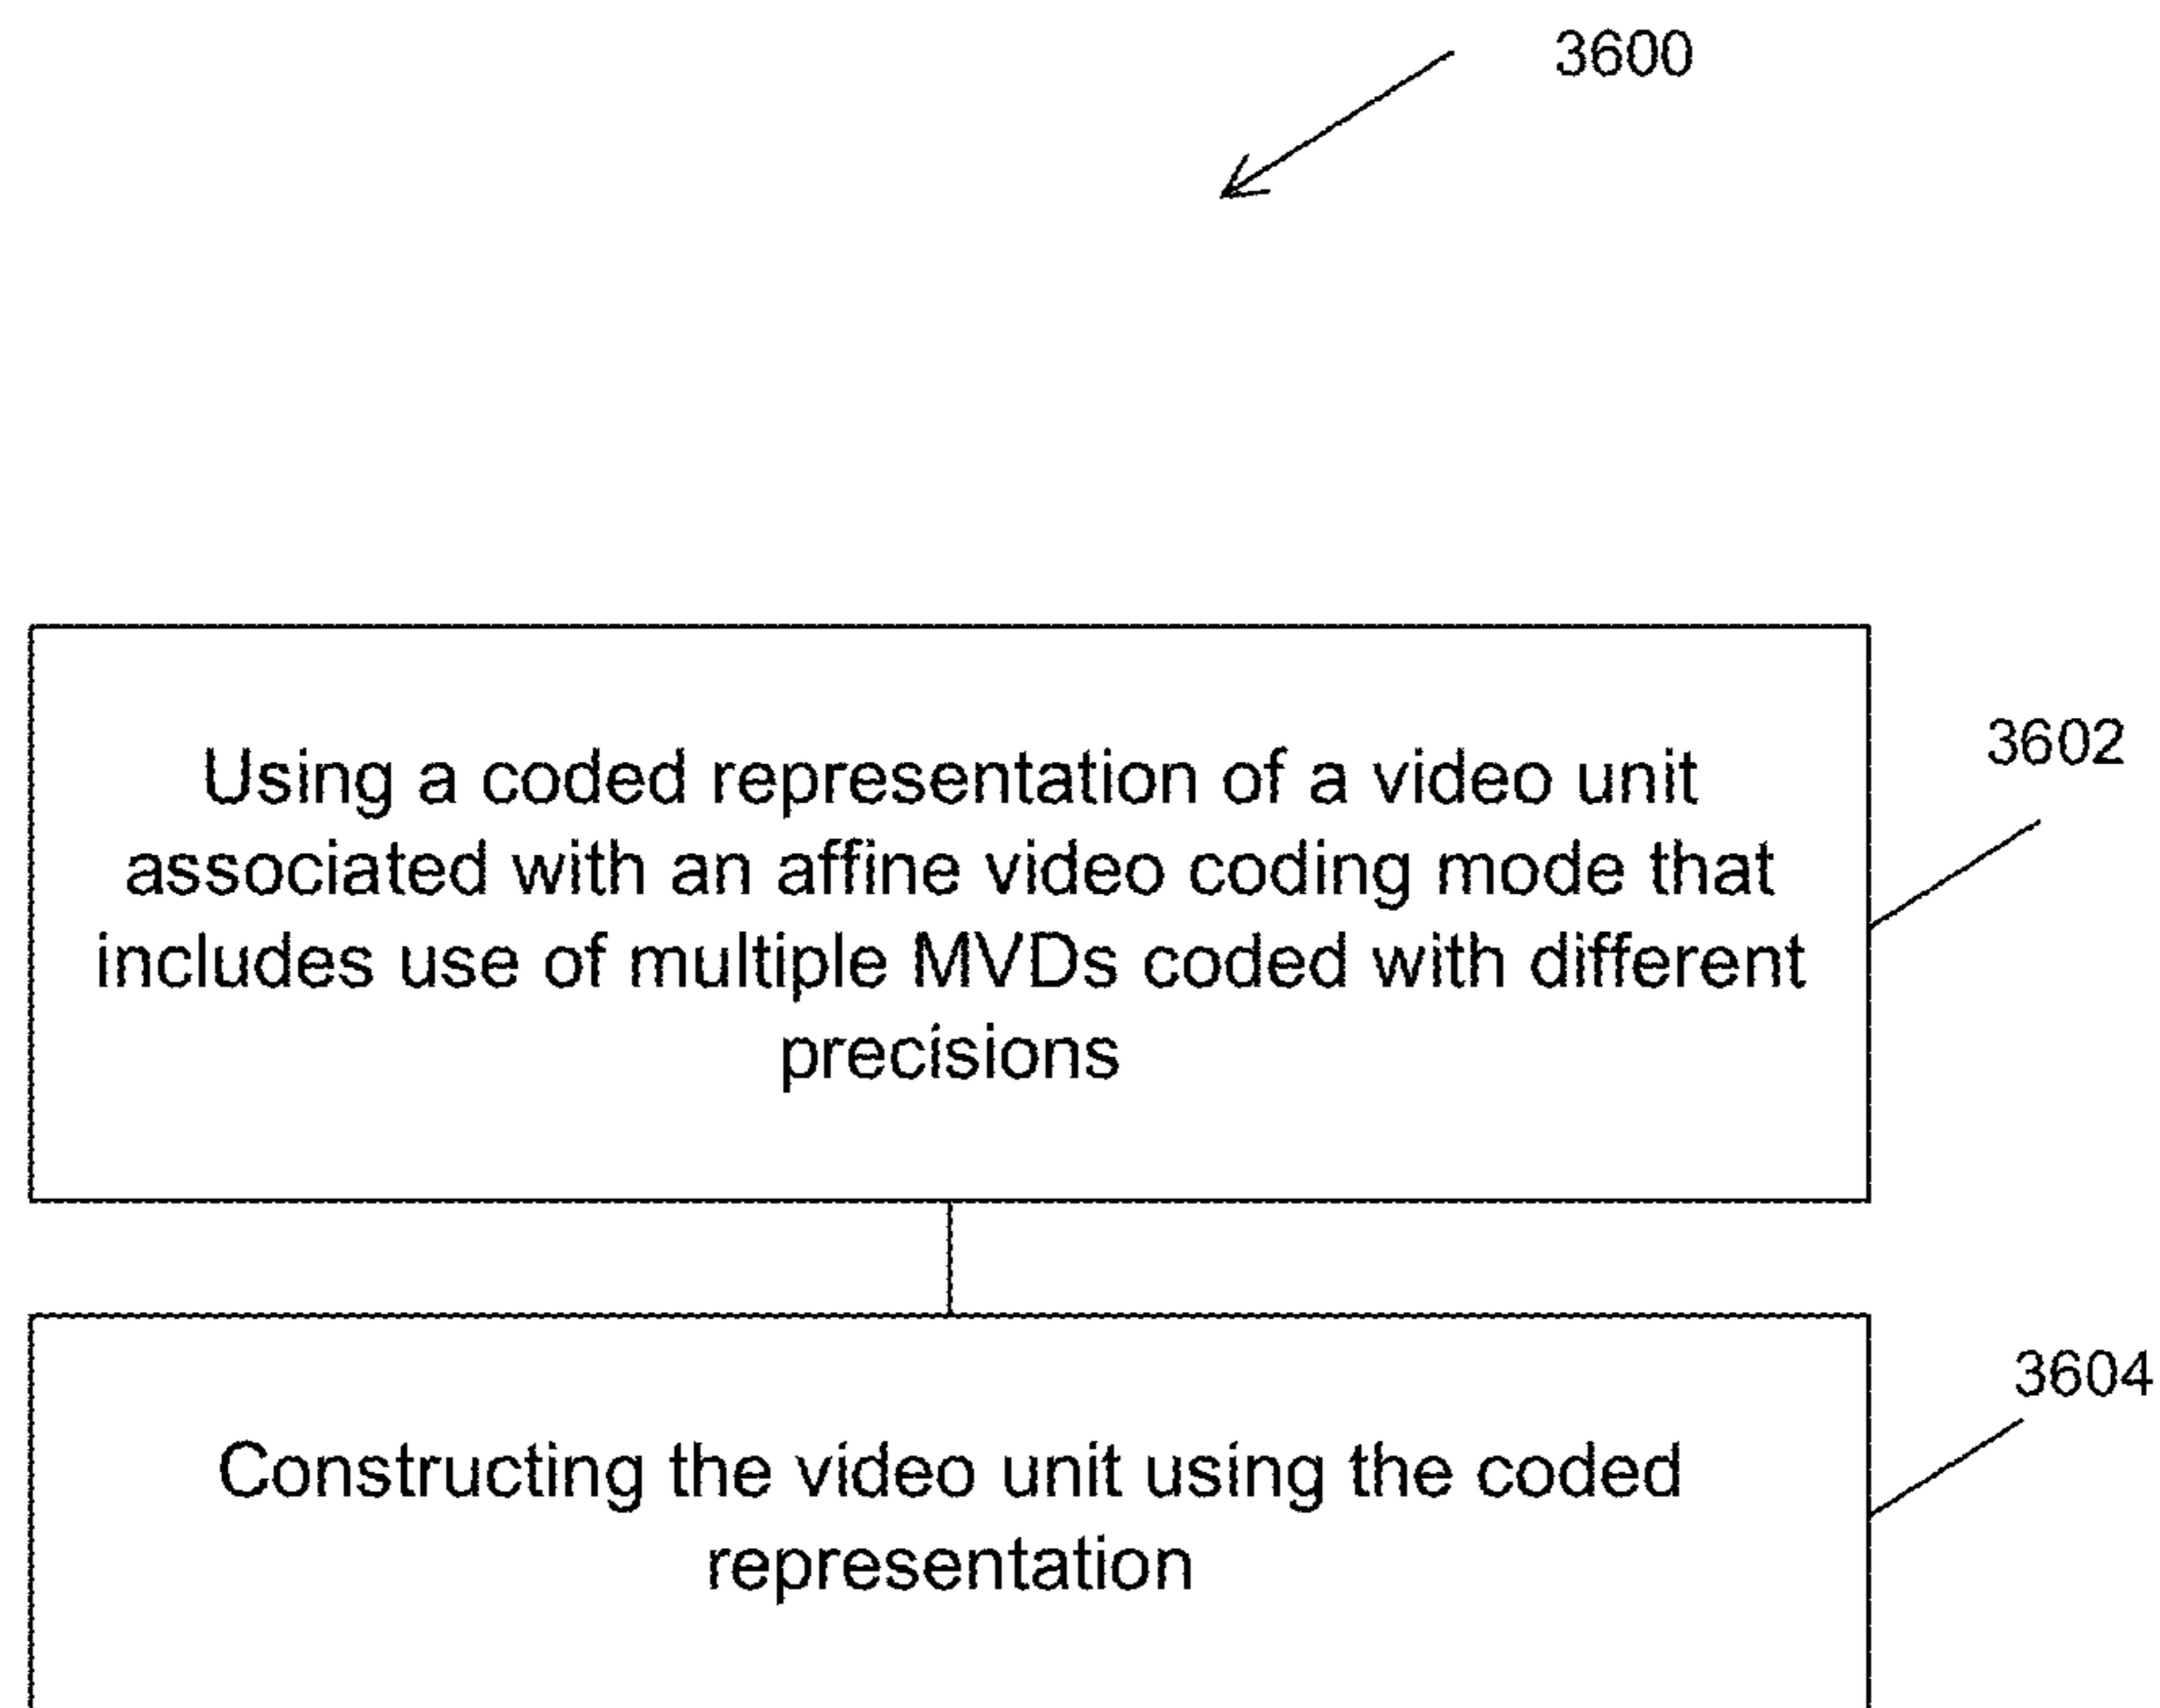 3600
Using a coded representation of a video unit
associated with an affine video coding mode that
includes use of multiple MVDs coded with different
precisions
3602
Constructing the video unit using the coded
representation
3604